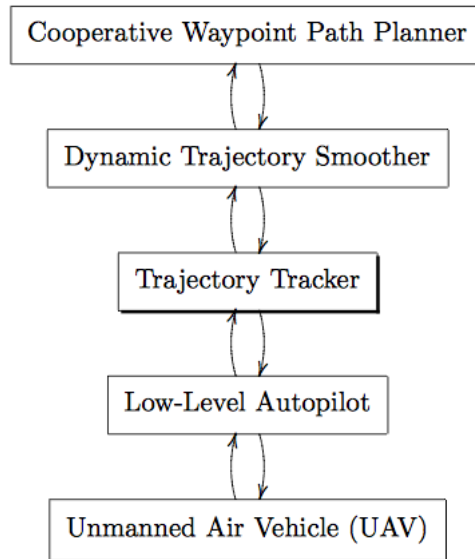 Cooperative Waypoint Path Planner
Dynamic Trajectory Smoother
Trajectory Tracker
Low-Level Autopilot
Unmanned Air Vehicle (UAV)